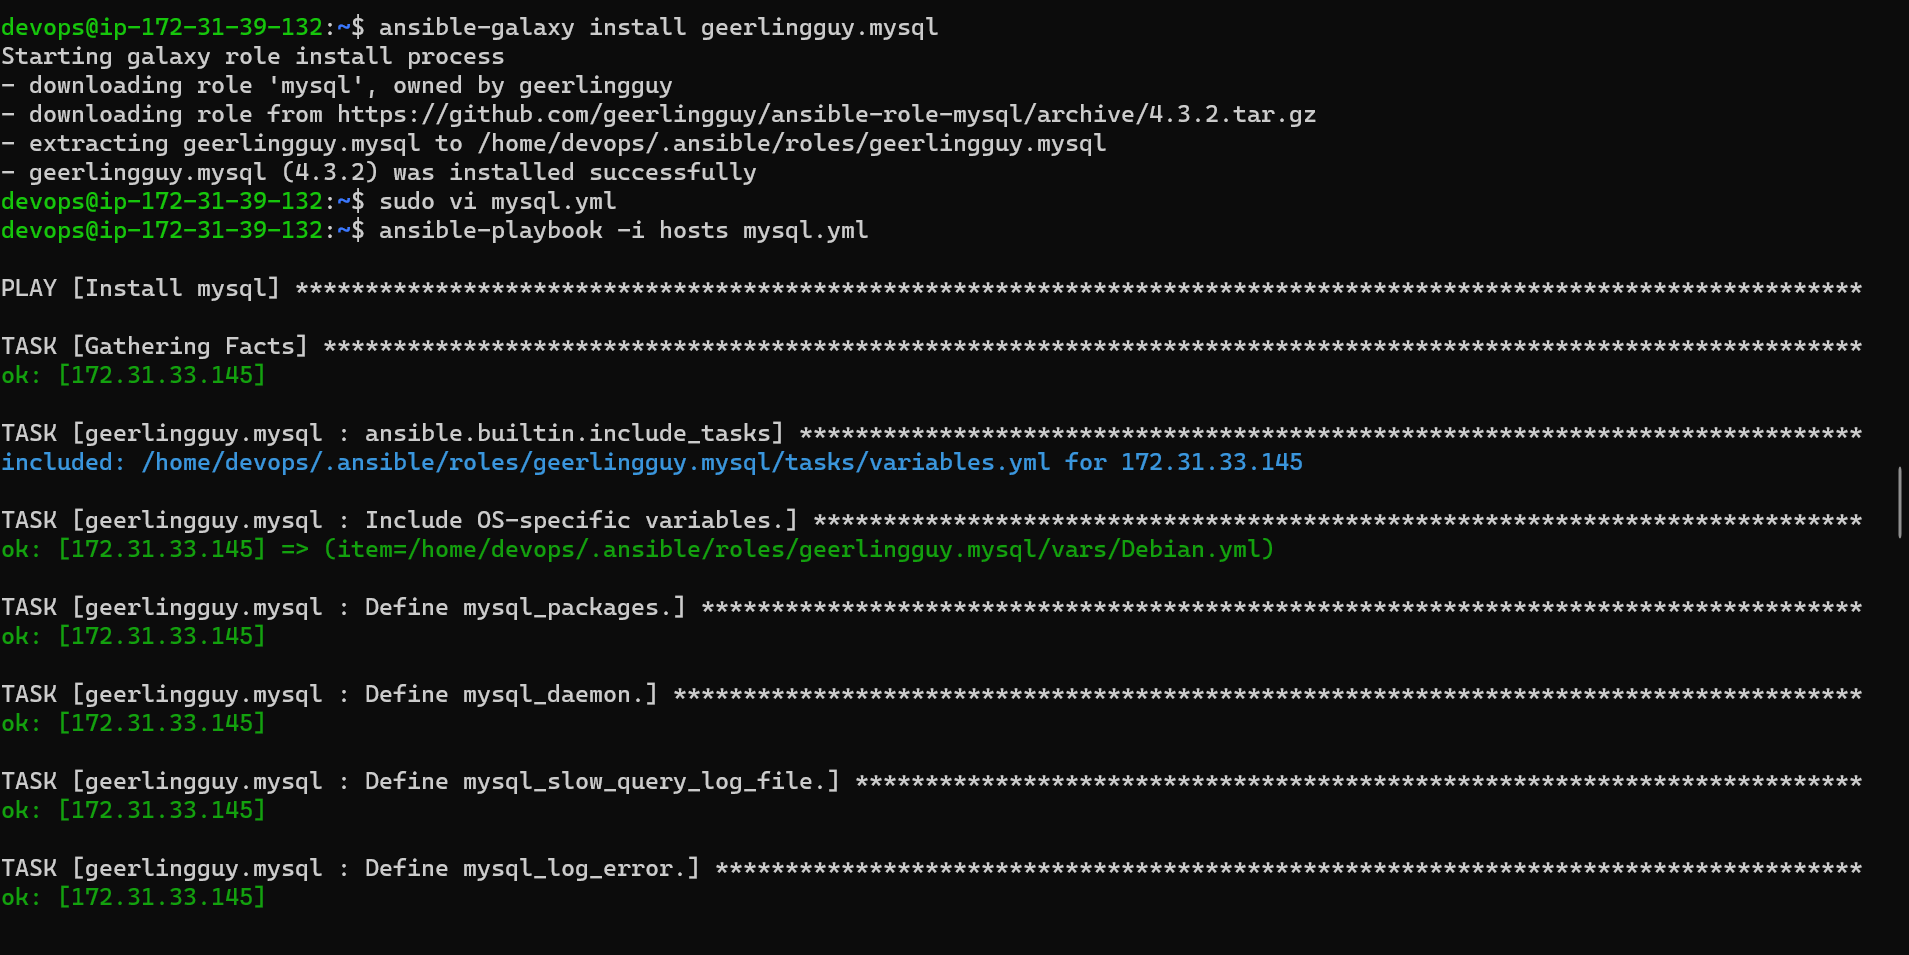 devops@ip-172-31-39-132:~$ ansible-galaxy install geerlingguy.mysql
Starting galaxy role install process
- downloading role 'mysql', owned by geerlingguy
- downloading role from https://github.com/geerlingguy/ansible-role-mysql/archive/4.3.2.tar.gz
- extracting geerlingguy.mysql to /home/devops/.ansible/roles/geerlingguy.mysql
- geerlingguy.mysql (4.3.2) was installed successfully
devops@ip-172-31-39-132:~$ sudo vi mysql.yml
devops@ip-172-31-39-132:~$ ansible-playbook -i hosts mysql.yml
PLAY [Install mysql] ****************************************************************************************************************
TASK [Gathering Facts] **************************************************************************************************************
ok: [172.31.33.145]
TASK [geerlingguy.mysql : ansible.builtin.include_tasks] ****************************************************************************
included: /home/devops/.ansible/roles/geerlingguy.mysql/tasks/variables.yml for 172.31.33.145
TASK [geerlingguy.mysql : Include OS-specific variables.] ***************************************************************************
ok: [172.31.33.145] => (item=/home/devops/.ansible/roles/geerlingguy.mysql/vars/Debian.yml)
TASK [geerlingguy.mysql : Define mysql_packages.] ***********************************************************************************
ok: [172.31.33.145]
TASK [geerlingguy.mysql : Define mysql_daemon.] *************************************************************************************
ok: [172.31.33.145]
TASK [geerlingguy.mysql : Define mysql_slow_query_log_file.] ************************************************************************
ok: [172.31.33.145]
TASK [geerlingguy.mysql : Define mysql_log_error.] **********************************************************************************
ok: [172.31.33.145]